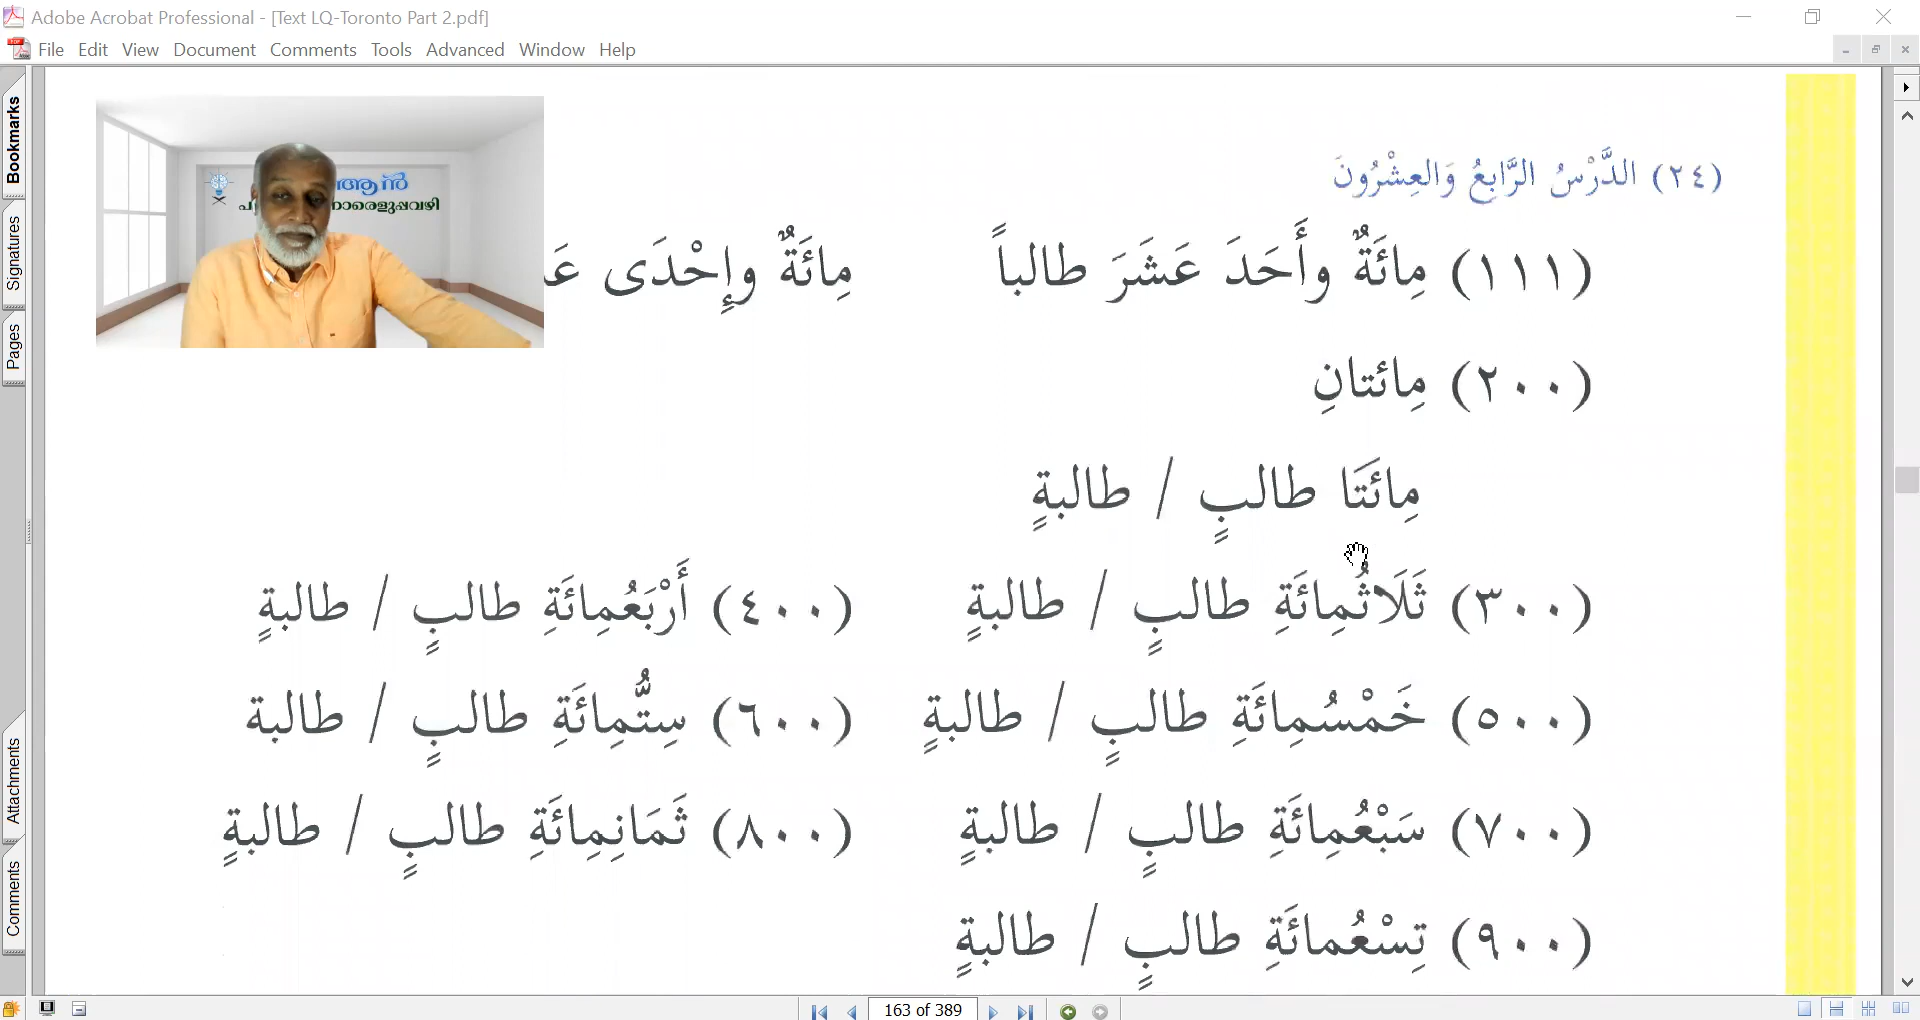 Adobe Acrobat Professional - [Text LQ-Toronto Part 2.pdf]
File Edit View Document Comments Tools Advanced Window Help
Bookmarks
Signatures
Pages
Attachments
Comments
(٢٤) الدَّرْسُ الرَّابِعُ وَالعِشْرُونَ
(١١١) مِائَةٌ وأَحَدَ عَشَرَ طالباً مِائَةٌ وإِحْدَى
(٢٠٠) مِائتانِ
مِائَتَا طالبٍ / طالبةٍ
(٣٠٠) ثَلَاثُمِائَةِ طالبٍ / طالبةٍ (٤٠٠) أَرْبَعُمِائَةِ طالبٍ / طالبةٍ
(٥٠٠) خَمْسُمِائَةِ طالبٍ / طالبةٍ (٦٠٠) سِتُّمِائَةِ طالبٍ / طالبة
(٧٠٠) سَبْعُمِائَةِ طالبٍ / طالبةٍ (٨٠٠) ثَمَانِمِائَةِ طالبٍ / طالبةٍ
(٩٠٠) تِسْعُمائَةِ طالبٍ / طالبةٍ
163 of 389